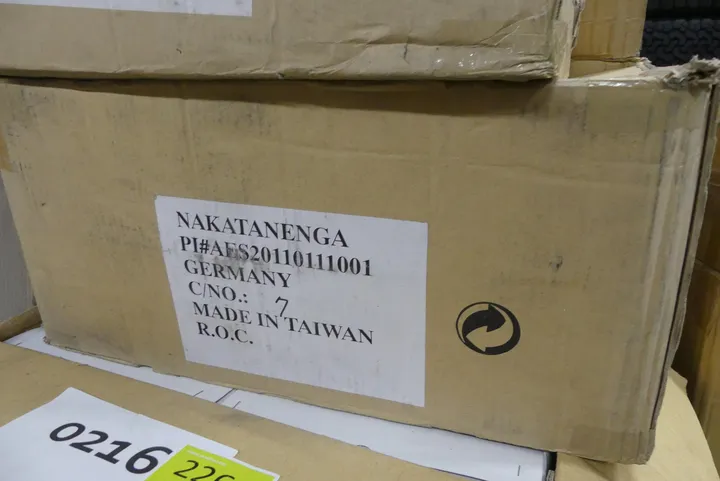 NAKATANENGA
PI#AES20110111001
GERMANY
C/NO.: 7
MADE IN TAIWAN
R.O.C.
0216